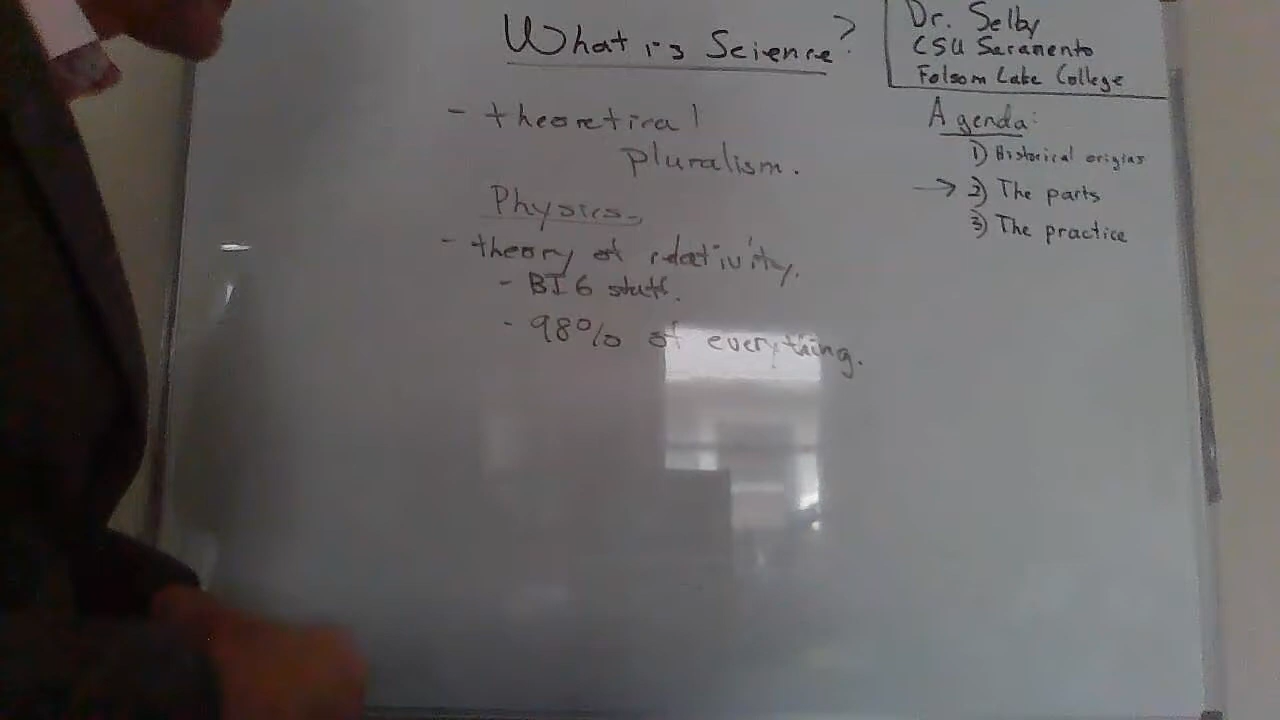 What is Science?
- theoretical
pluralism.
Physics
- theory of relativity.
- BIG stuff.
- 98% of everything.
Dr. Selby
CSU Sacramento
Folsom Lake College
Agenda:
1) Historical origins
→ 2) The parts
3) The practice